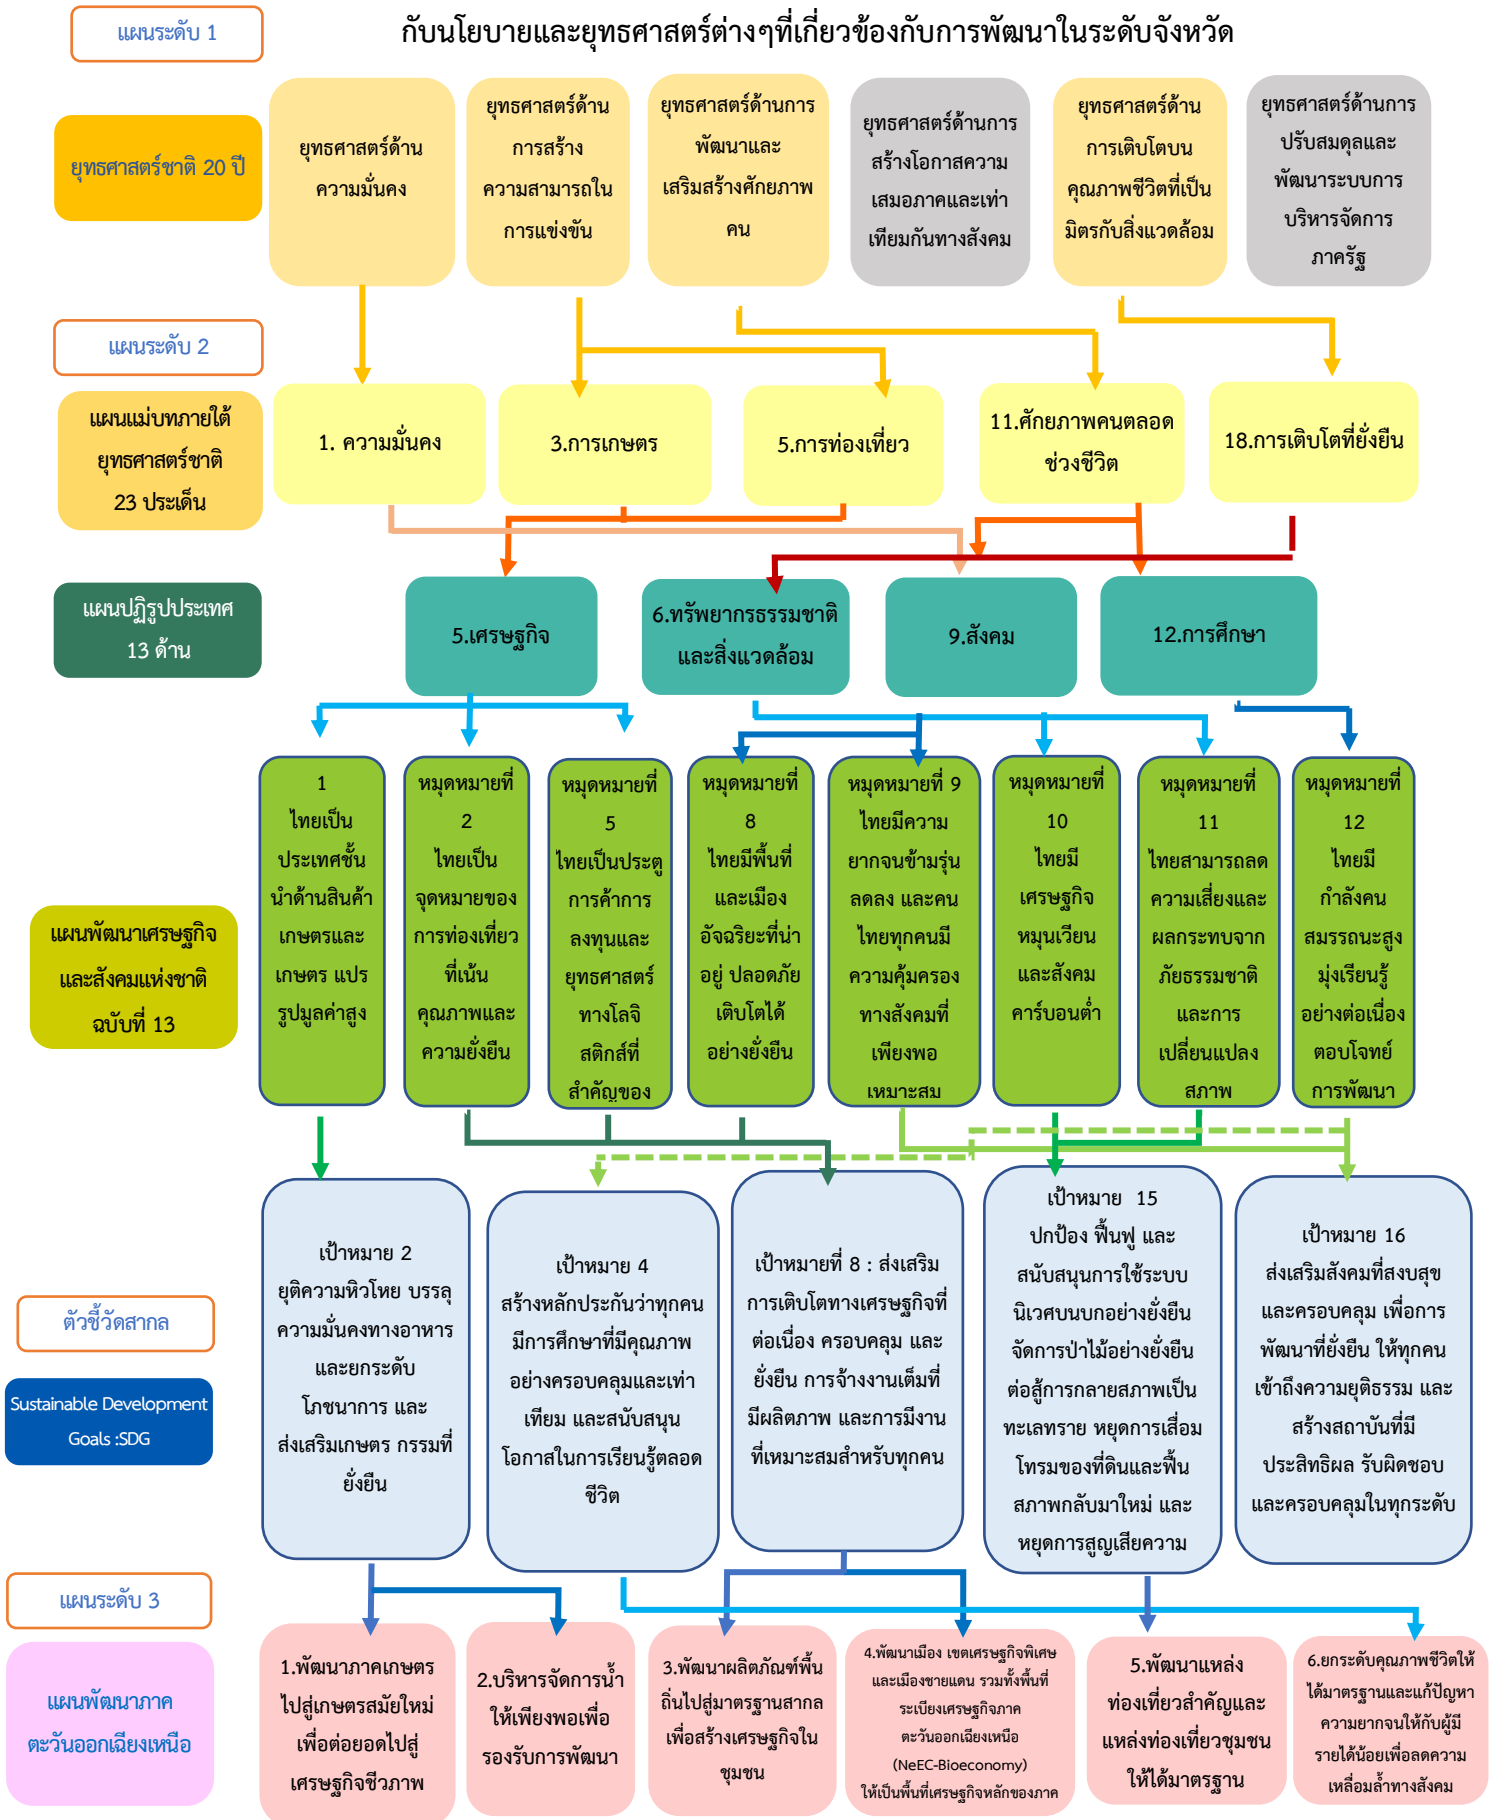 แผนระดับ 1
กับนโยบายและยุทธศาสตร์ต่างๆที่เกี่ยวข้องกับการพัฒนาในระดับจังหวัด
ยุทธศาสตร์ชาติ 20 ปี
ยุทธศาสตร์ด้าน
ความมั่นคง
ยุทธศาสตร์ด้าน
การสร้าง
ความสามารถใน
การแข่งขัน
ยุทธศาสตร์ด้านการ
พัฒนาและ
เสริมสร้างศักยภาพ
คน
ยุทธศาสตร์ด้านการ
สร้างโอกาสความ
เสมอภาคและเท่า
เทียมกันทางสังคม
ยุทธศาสตร์ด้าน
การเติบโตบน
คุณภาพชีวิตที่เป็น
มิตรกับสิ่งแวดล้อม
ยุทธศาสตร์ด้านการ
ปรับสมดุลและ
พัฒนาระบบการ
บริหารจัดการ
ภาครัฐ
แผนระดับ 2
แผนแม่บทภายใต้
ยุทธศาสตร์ชาติ
23 ประเด็น
1. ความมั่นคง
3.การเกษตร
5.การท่องเที่ยว
11.ศักยภาพคนตลอด
ช่วงชีวิต
18.การเติบโตที่ยั่งยืน
แผนปฏิรูปประเทศ
13 ด้าน
5.เศรษฐกิจ
6.ทรัพยากรธรรมชาติ
และสิ่งแวดล้อม
9.สังคม
12.การศึกษา
แผนพัฒนาเศรษฐกิจ
และสังคมแห่งชาติ
ฉบับที่ 13
1
ไทยเป็น
ประเทศชั้น
นำด้านสินค้า
เกษตรและ
เกษตร แปร
รูปมูลค่าสูง
หมุดหมายที่
2
ไทยเป็น
จุดหมายของ
การท่องเที่ยว
ที่เน้น
คุณภาพและ
ความยั่งยืน
หมุดหมายที่
5
ไทยเป็นประตู
การค้าการ
ลงทุนและ
ยุทธศาสตร์
ทางโลจิ
สติกส์ที่
สำคัญของ
หมุดหมายที่
8
ไทยมีพื้นที่
และเมือง
อัจฉริยะที่น่า
อยู่ ปลอดภัย
เติบโตได้
อย่างยั่งยืน
หมุดหมายที่ 9
ไทยมีความ
ยากจนข้ามรุ่น
ลดลง และคน
ไทยทุกคนมี
ความคุ้มครอง
ทางสังคมที่
เพียงพอ
เหมาะสม
หมุดหมายที่
10
ไทยมี
เศรษฐกิจ
หมุนเวียน
และสังคม
คาร์บอนต่ำ
หมุดหมายที่
11
ไทยสามารถลด
ความเสี่ยงและ
ผลกระทบจาก
ภัยธรรมชาติ
และการ
เปลี่ยนแปลง
สภาพ
หมุดหมายที่
12
ไทยมี
กำลังคน
สมรรถนะสูง
มุ่งเรียนรู้
อย่างต่อเนื่อง
ตอบโจทย์
การพัฒนา
ตัวชี้วัดสากล
Sustainable Development
Goals :SDG
เป้าหมาย 2
ยุติความหิวโหย บรรลุ
ความมั่นคงทางอาหาร
และยกระดับ
โภชนาการ และ
ส่งเสริมเกษตร กรรมที่
ยั่งยืน
เป้าหมาย 4
สร้างหลักประกันว่าทุกคน
มีการศึกษาที่มีคุณภาพ
อย่างครอบคลุมและเท่า
เทียม และสนับสนุน
โอกาสในการเรียนรู้ตลอด
ชีวิต
เป้าหมายที่ 8 : ส่งเสริม
การเติบโตทางเศรษฐกิจที่
ต่อเนื่อง ครอบคลุม และ
ยั่งยืน การจ้างงานเต็มที่
มีผลิตภาพ และการมีงาน
ที่เหมาะสมสำหรับทุกคน
เป้าหมาย  15
ปกป้อง ฟื้นฟู และ
สนับสนุนการใช้ระบบ
นิเวศบนบกอย่างยั่งยืน
จัดการป่าไม้อย่างยั่งยืน
ต่อสู้การกลายสภาพเป็น
ทะเลทราย หยุดการเสื่อม
โทรมของที่ดินและฟื้น
สภาพกลับมาใหม่ และ
หยุดการสูญเสียความ
เป้าหมาย 16
ส่งเสริมสังคมที่สงบสุข
และครอบคลุม เพื่อการ
พัฒนาที่ยั่งยืน ให้ทุกคน
เข้าถึงความยุติธรรม และ
สร้างสถาบันที่มี
ประสิทธิผล รับผิดชอบ
และครอบคลุมในทุกระดับ
แผนระดับ 3
แผนพัฒนาภาค
ตะวันออกเฉียงเหนือ
1.พัฒนาภาคเกษตร
ไปสู่เกษตรสมัยใหม่
เพื่อต่อยอดไปสู่
เศรษฐกิจชีวภาพ
2.บริหารจัดการน้ำ
ให้เพียงพอเพื่อ
รองรับการพัฒนา
3.พัฒนาผลิตภัณฑ์พื้น
ถิ่นไปสู่มาตรฐานสากล
เพื่อสร้างเศรษฐกิจใน
ชุมชน
4.พัฒนาเมือง เขตเศรษฐกิจพิเศษ
และเมืองชายแดน รวมทั้งพื้นที่
ระเบียงเศรษฐกิจภาค
ตะวันออกเฉียงเหนือ
(NeEC-Bioeconomy)
ให้เป็นพื้นที่เศรษฐกิจหลักของภาค
5.พัฒนาแหล่ง
ท่องเที่ยวสำคัญและ
แหล่งท่องเที่ยวชุมชน
ให้ได้มาตรฐาน
6.ยกระดับคุณภาพชีวิตให้
ได้มาตรฐานและแก้ปัญหา
ความยากจนให้กับผู้มี
รายได้น้อยเพื่อลดความ
เหลื่อมล้ำทางสังคม